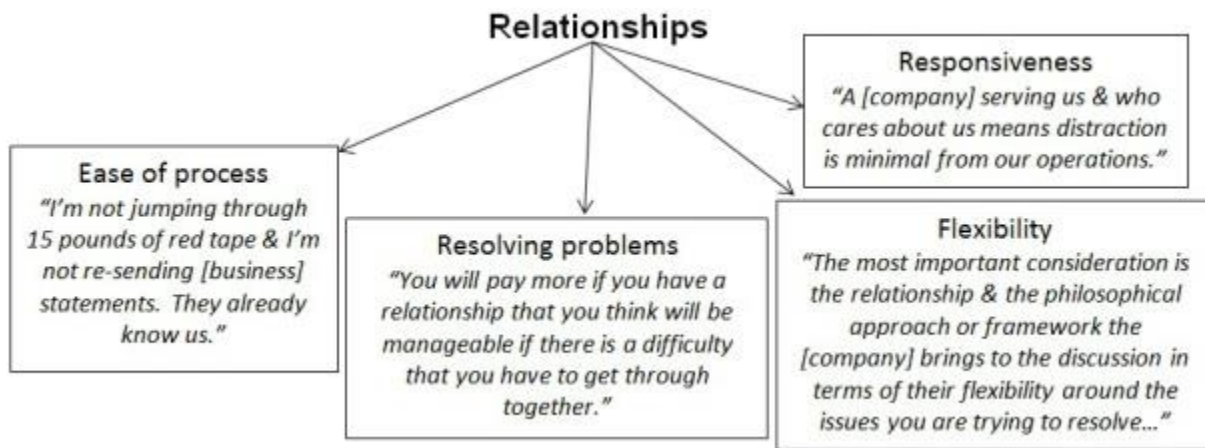 Relationships
Responsiveness
“A [company] serving us & who
cares about us means distraction
is minimal from our operations.”
Ease of process
“I’m not jumping through
15 pounds of red tape & I’m
not re-sending [business]
statements. They already
know us.”
Resolving problems
“You will pay more if you have a
relationship that you think will be
manageable if there is a difficulty
that you have to get through
together.”
Flexibility
“The most important consideration is
the relationship & the philosophical
approach or framework the
[company] brings to the discussion in
terms of their flexibility around the
issues you are trying to resolve…”